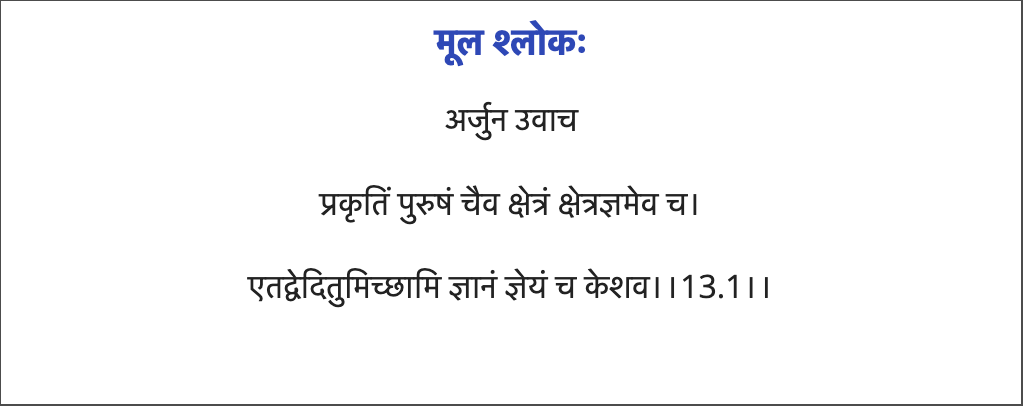 मूल श्लोकः
अर्जुन उवाच
प्रकृतिं पुरुषं चैव क्षेत्रं क्षेत्रज्ञमेव च।
एतद्वेदितुमिच्छामि ज्ञानं ज्ञेयं च केशव।।13.1।।